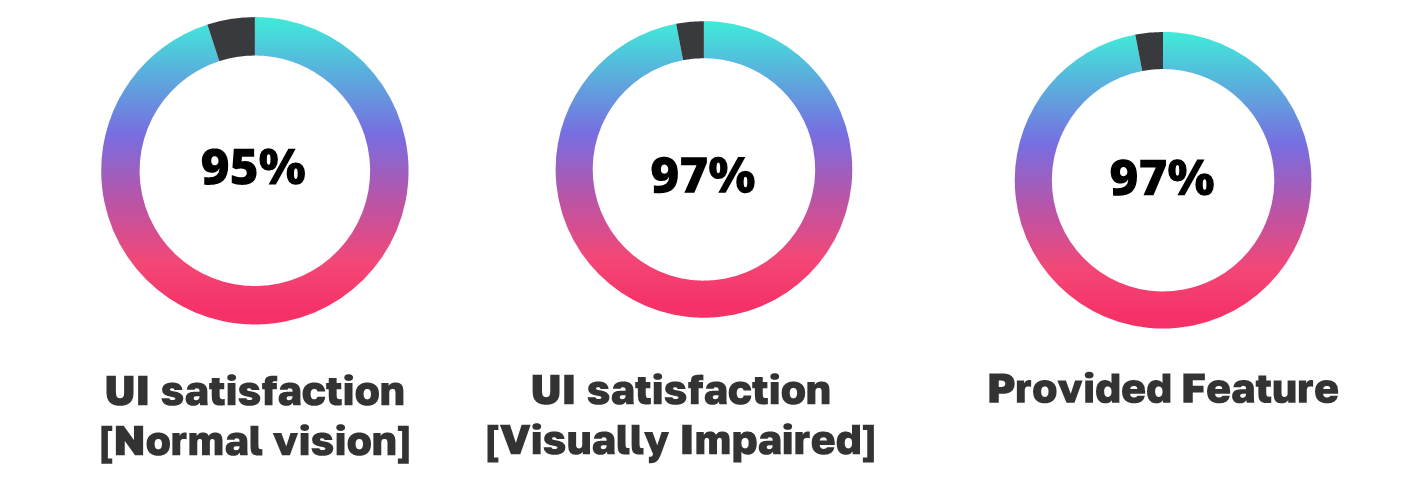 95%
97%
97%
UI satisfaction
[Normal vision]
UI satisfaction
[Visually Impaired]
Provided Feature